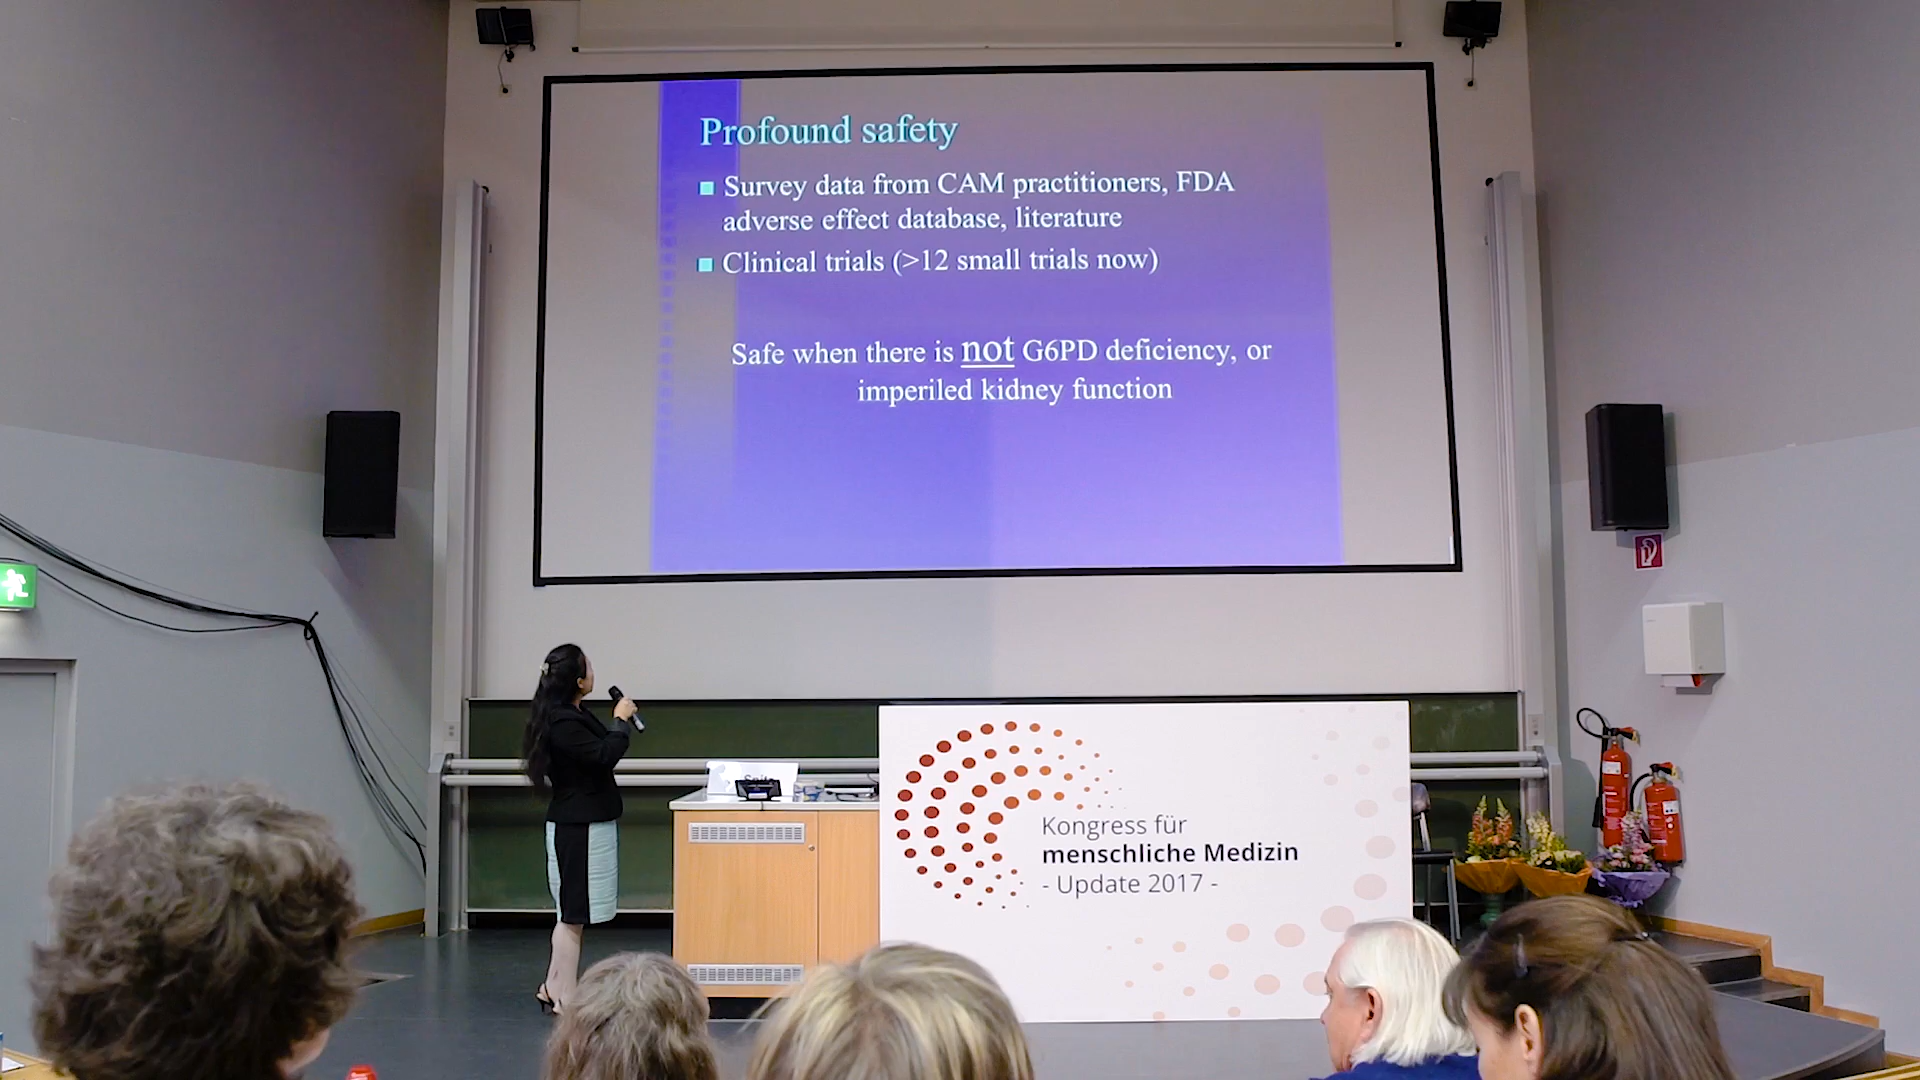 Profound safety
Survey data from CAM practitioners, FDA
adverse effect database, literature
Clinical trials (>12 small trials now)
Safe when there is not G6PD deficiency, or
imperiled kidney function
Kongress für
menschliche Medizin
- Update 2017 -